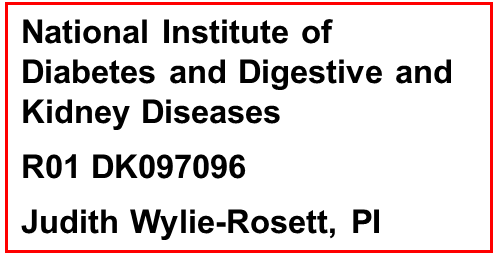 National Institute of
Diabetes and Digestive and
Kidney Diseases
R01 DK097096
Judith Wylie-Rosett, PI